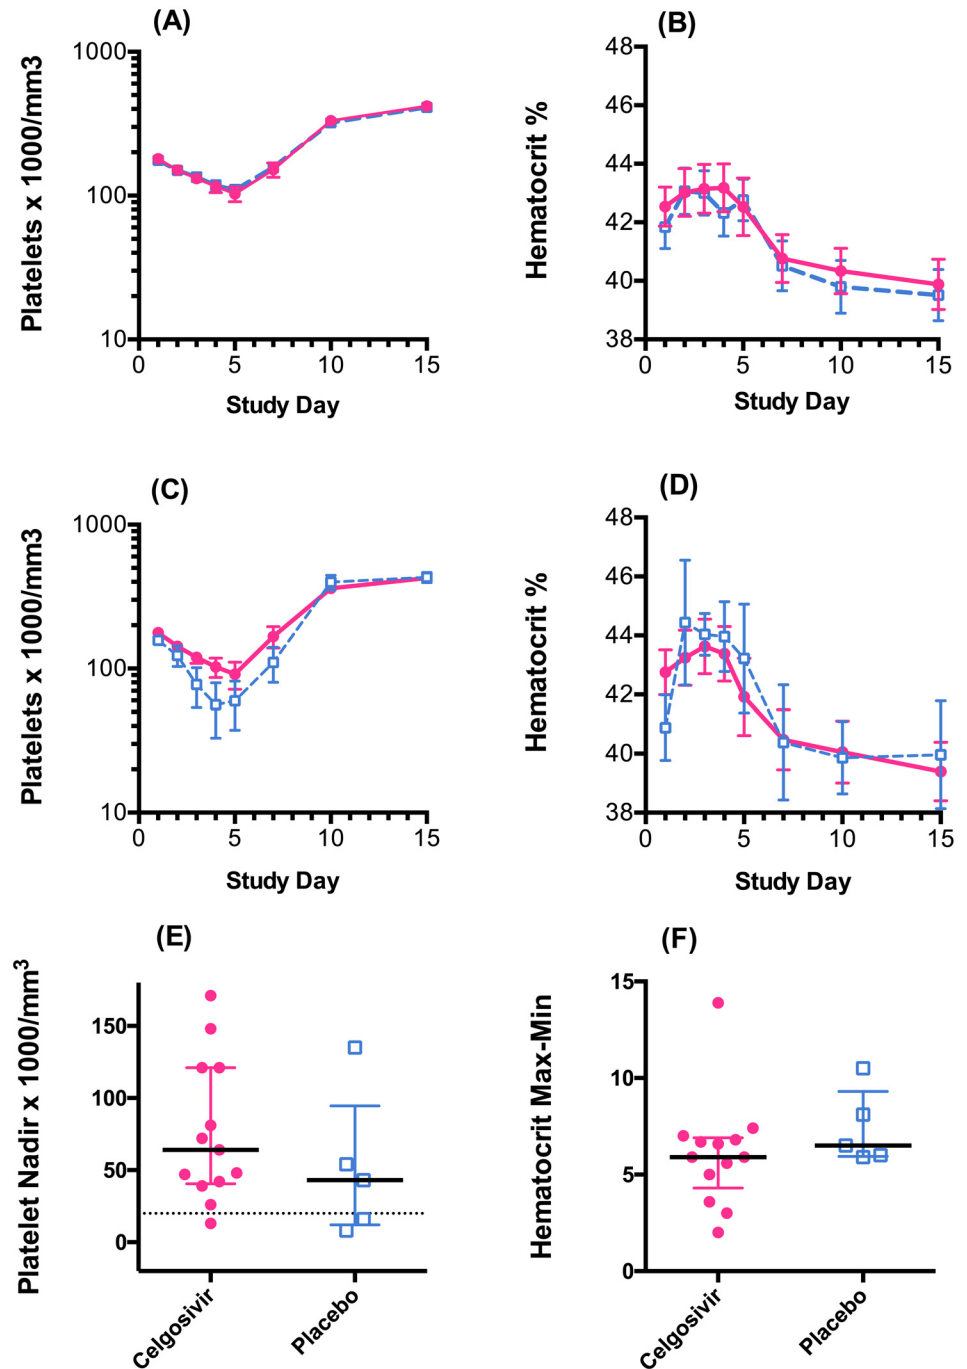 (A)
Platelets x 1000/mm3
1000
100
10
0 5 10 15
Study Day
(B)
Hematocrit %
48
46
44
42
40
38
0 5 10 15
Study Day
(C)
Platelets x 1000/mm3
1000
100
10
0 5 10 15
Study Day
(D)
Hematocrit %
48
46
44
42
40
38
0 5 10 15
Study Day
(E)
Platelet Nadir x 1000/mm³
150
100
50
0
Celgosivir
Placebo
(F)
Hematocrit Max-Min
15
10
5
0
Celgosivir
Placebo